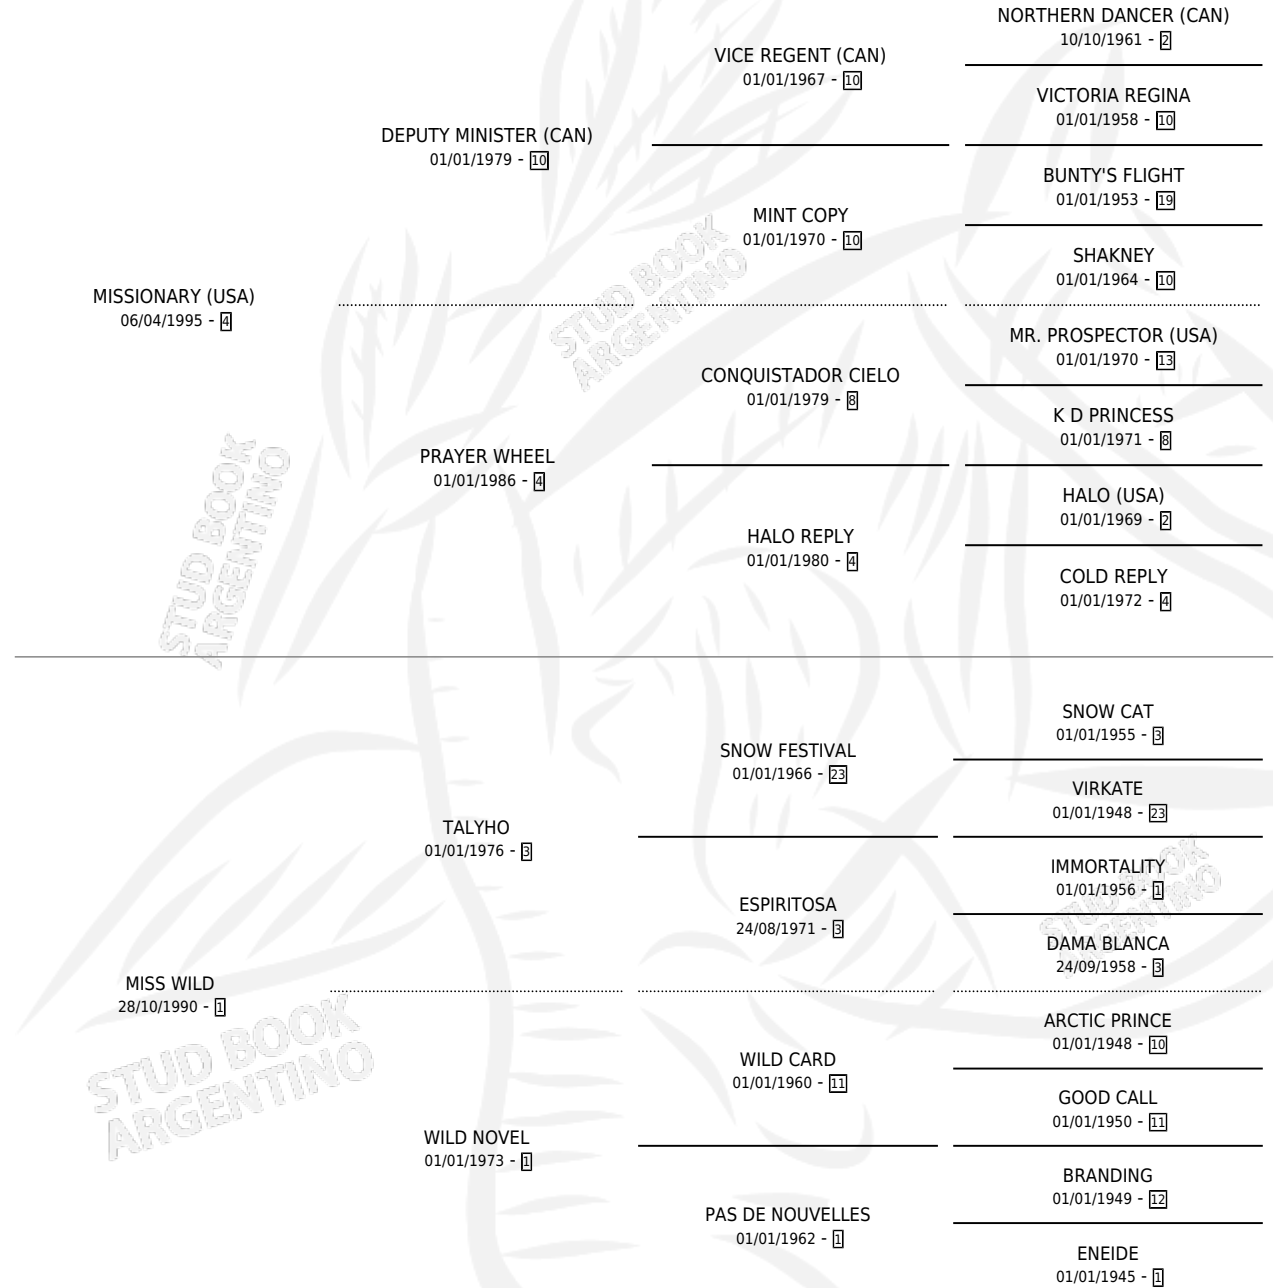 NORTHERN DANCER (CAN)
10/10/1961 - 2
VICE REGENT (CAN)
01/01/1967 - 10
VICTORIA REGINA
01/01/1958 - 10
DEPUTY MINISTER (CAN)
01/01/1979 - 10
BUNTY'S FLIGHT
01/01/1953 - 19
MINT COPY
01/01/1970 - 10
SHAKNEY
01/01/1964 - 10
MISSIONARY (USA)
06/04/1995 - 4
MR. PROSPECTOR (USA)
01/01/1970 - 13
CONQUISTADOR CIELO
01/01/1979 - 8
K D PRINCESS
01/01/1971 - 8
PRAYER WHEEL
01/01/1986 - 4
HALO (USA)
01/01/1969 - 2
HALO REPLY
01/01/1980 - 4
COLD REPLY
01/01/1972 - 4
SNOW CAT
01/01/1955 - 3
SNOW FESTIVAL
01/01/1966 - 23
VIRKATE
01/01/1948 - 23
TALYHO
01/01/1976 - 3
IMMORTALITY
01/01/1956 - 1
ESPIRITOSA
24/08/1971 - 3
DAMA BLANCA
24/09/1958 - 3
MISS WILD
28/10/1990 - 1
ARCTIC PRINCE
01/01/1948 - 10
WILD CARD
01/01/1960 - 11
GOOD CALL
01/01/1950 - 11
WILD NOVEL
01/01/1973 - 1
BRANDING
01/01/1949 - 12
PAS DE NOUVELLES
01/01/1962 - 1
ENEIDE
01/01/1945 - 1
STUD BOOK
ARGENTINO
STUD BOOK
ARGENTINO
STUD BOOK
ARGENTINO
STUD BOOK
ARGENTINO